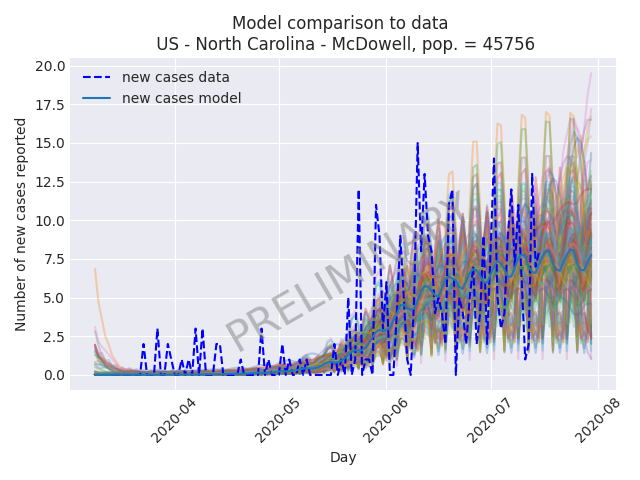 Model comparison to data
US - North Carolina - McDowell, pop. = 45756
20.0
17.5
15.0
12.5
10.0
7.5
5.0
2.5
0.0
Number of new cases reported
new cases data
new cases model
PRELIMINARY
2020-04
2020-05
2020-06
2020-07
2020-08
Day